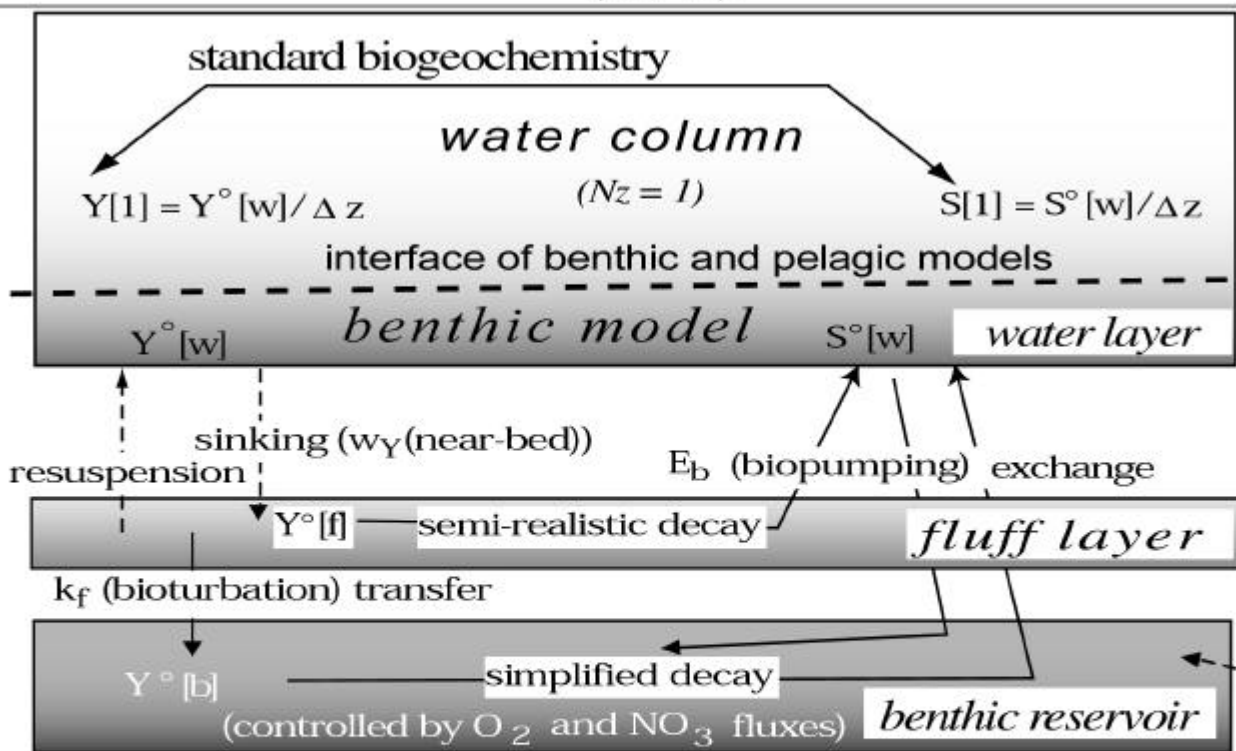 standard biogeochemistry
water column
(Nz = 1)
Y[1] = Y°[w]/Δz
S[1] = S°[w]/Δz
interface of benthic and pelagic models
benthic model
Y°[w]
S°[w]
water layer
sinking (wY(near-bed))
resuspension
Eb (biopumping) exchange
Y°[f]
semi-realistic decay
fluff layer
kf (bioturbation) transfer
Y°[b]
simplified decay
(controlled by O2 and NO3 fluxes)
benthic reservoir